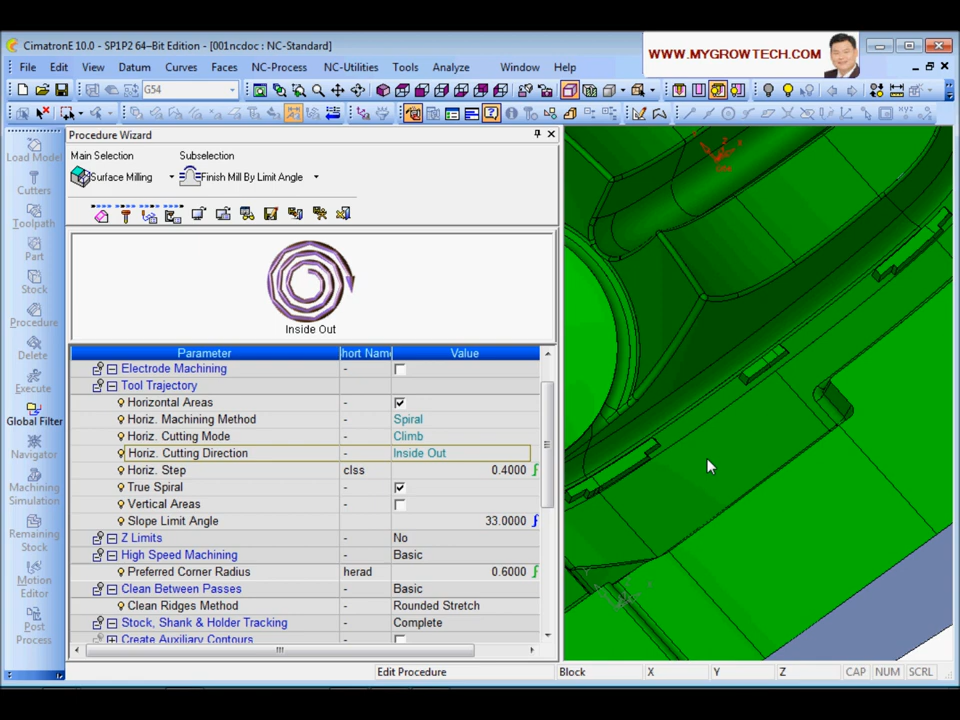 CimatronE 10.0 - SP1P2 64–Bit Edition - [001ncdoc : NC-Standard]
WWW.MYGROWTECH.COM
File Edit View Datum Curves Faces NC-Process NC-Utilities Tools Analyze Window Help
G54
Load Model
Cutters
Toolpath
Part
Stock
Procedure
Delete
Execute
Global Filter
Navigator
Machining Simulation
Remaining Stock
Motion Editor
Post Process
Procedure Wizard
Main Selection Subselection
Surface Milling Finish Mill By Limit Angle
Inside Out
Parameter hort Name Value
Electrode Machining -
Tool Trajectory
Horizontal Areas -
Horiz. Machining Method - Spiral
Horiz. Cutting Mode - Climb
Horiz. Cutting Direction - Inside Out
Horiz. Step clss 0.4000
True Spiral -
Vertical Areas -
Slope Limit Angle 33.0000
Z Limits - No
High Speed Machining - Basic
Preferred Corner Radius herad 0.6000
Clean Between Passes - Basic
Clean Ridges Method - Rounded Stretch
Stock, Shank & Holder Tracking - Complete
Create Auxiliary Contours -
Edit Procedure Block X Y Z CAP NUM SCRL